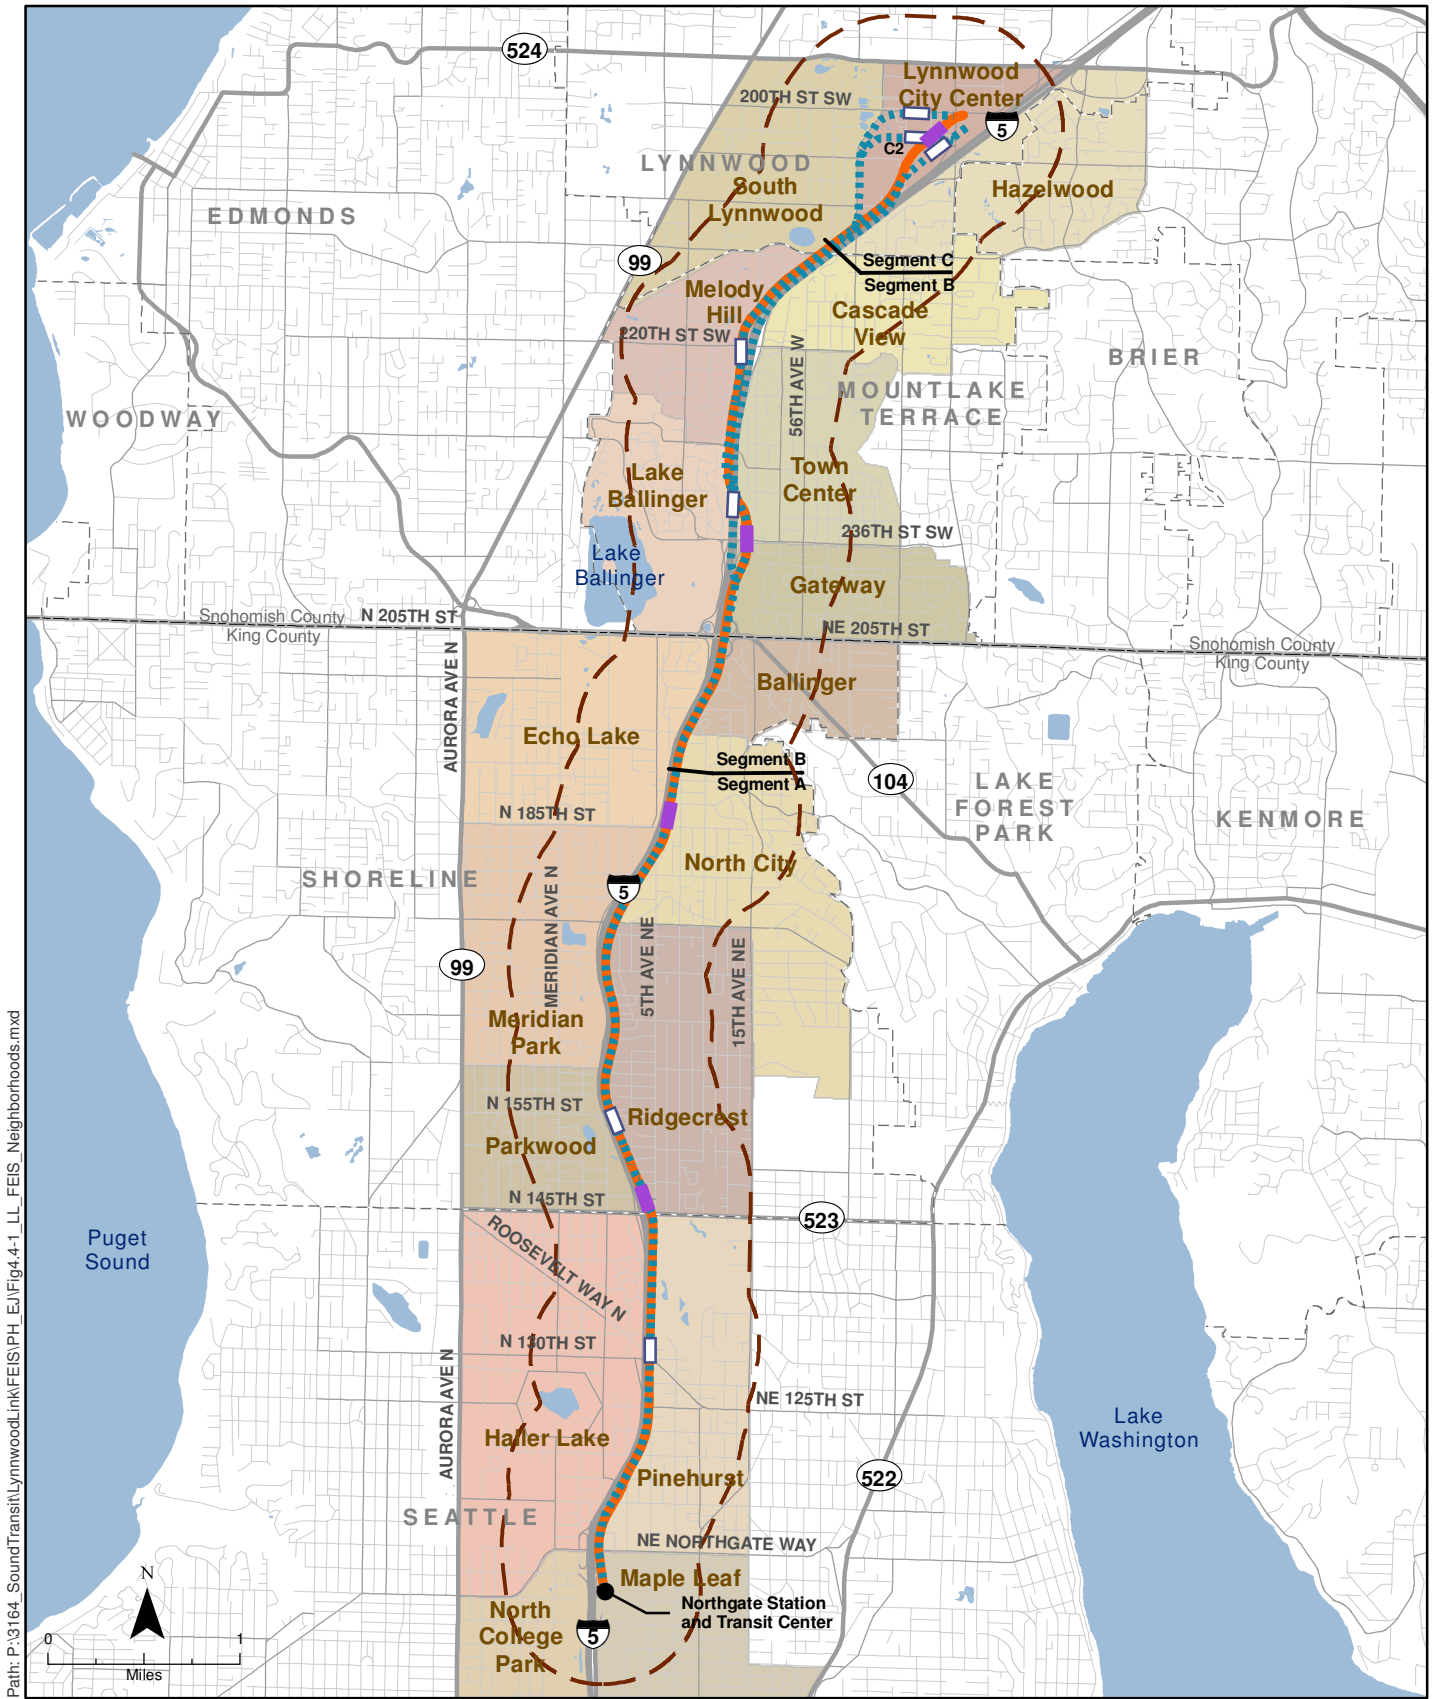 524
Lynnwood
City Center
200TH ST SW
5
C2
LYNNWOOD
South
Lynnwood
Hazelwood
EDMONDS
99
Segment C
Segment B
Melody
Hill
Cascade
View
220TH ST SW
56TH AVE W
BRIER
MOUNTLAKE
TERRACE
WOODWAY
Lake
Ballinger
Town
Center
236TH ST SW
Lake
Ballinger
Gateway
Snohomish County
King County
N 205TH ST
NE 205TH ST
Snohomish County
King County
AURORA AVE N
Ballinger
Echo Lake
Segment B
Segment A
104
LAKE
FOREST
PARK
KENMORE
N 185TH ST
North City
SHORELINE
5
MERIDIAN AVE N
5TH AVE NE
15TH AVE NE
99
Meridian
Park
N 155TH ST
Ridgecrest
Parkwood
N 145TH ST
523
ROOSEVELT WAY N
Puget
Sound
N 130TH ST
AURORA AVE N
NE 125TH ST
Lake
Washington
Haller Lake
Pinehurst
522
SEATTLE
NE NORTHGATE WAY
Maple Leaf
Northgate Station
and Transit Center
North
College
Park
5
N
0 1
Miles
Path: P:\3164_SoundTransit\LynnwoodLink\FEIS\PH_EJ\Fig4.4-1_LL_FEIS_Neighborhoods.mxd